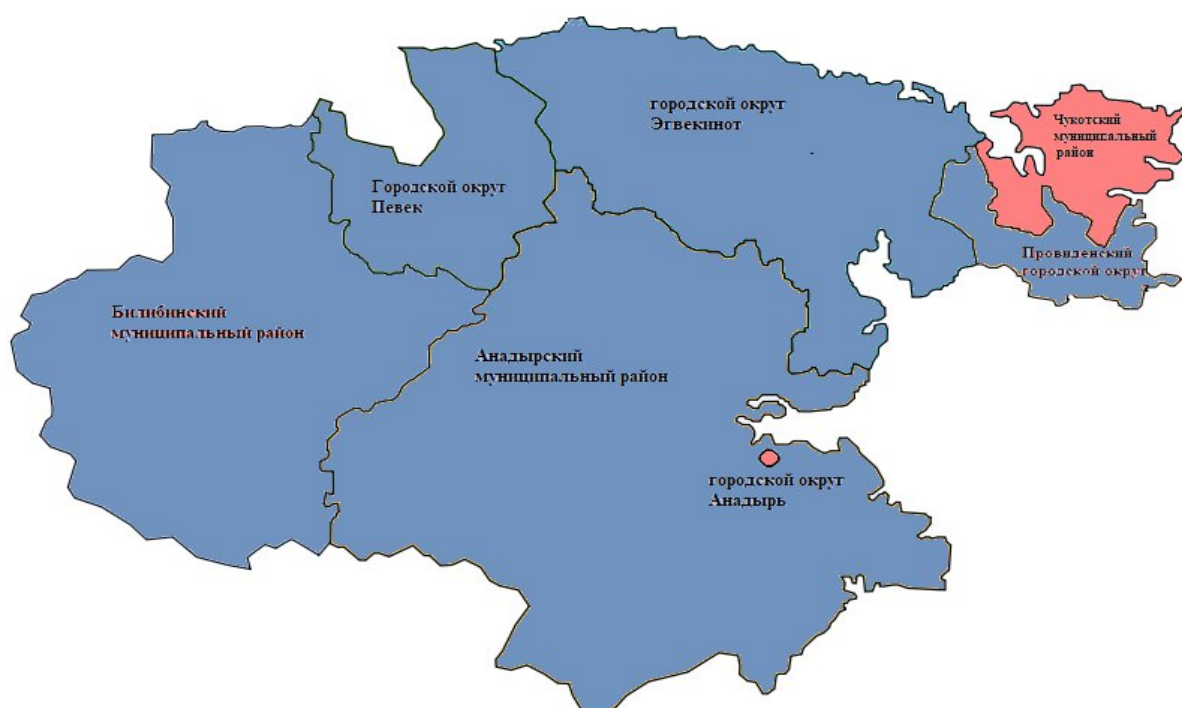 городской округ
Эгвекинот
Чукотский
муниципальный
район
Городской округ
Певек
Провиденский
городской округ
Билибинский
муниципальный район
Анадырский
муниципальный район
городской округ
Анадырь